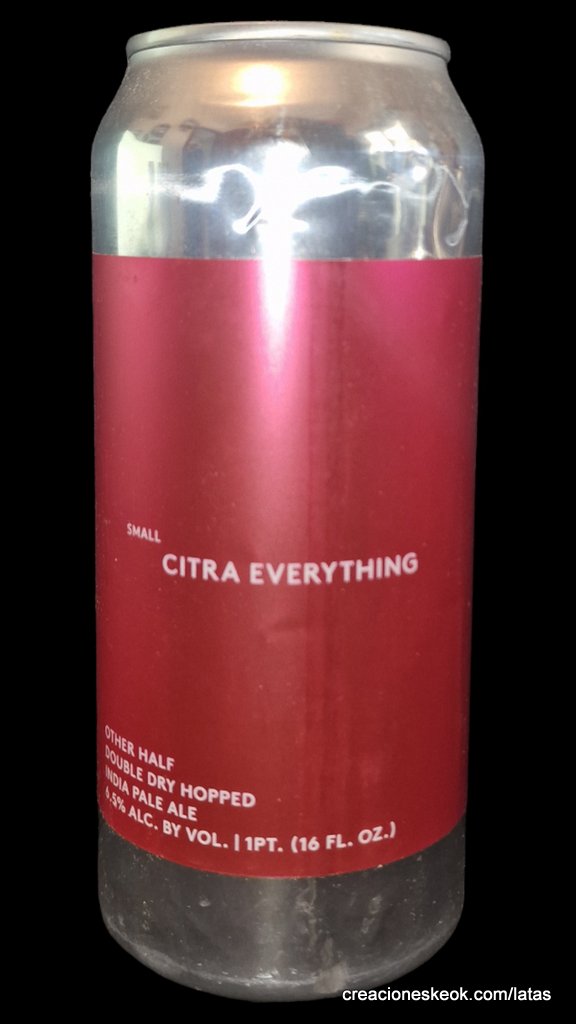 SMALL
CITRA EVERYTHING
OTHER HALF
DOUBLE DRY HOPPED
INDIA PALE ALE
6.5% ALC. BY VOL. | 1PT. (16 FL. OZ.)
creacioneskeok.com/latas